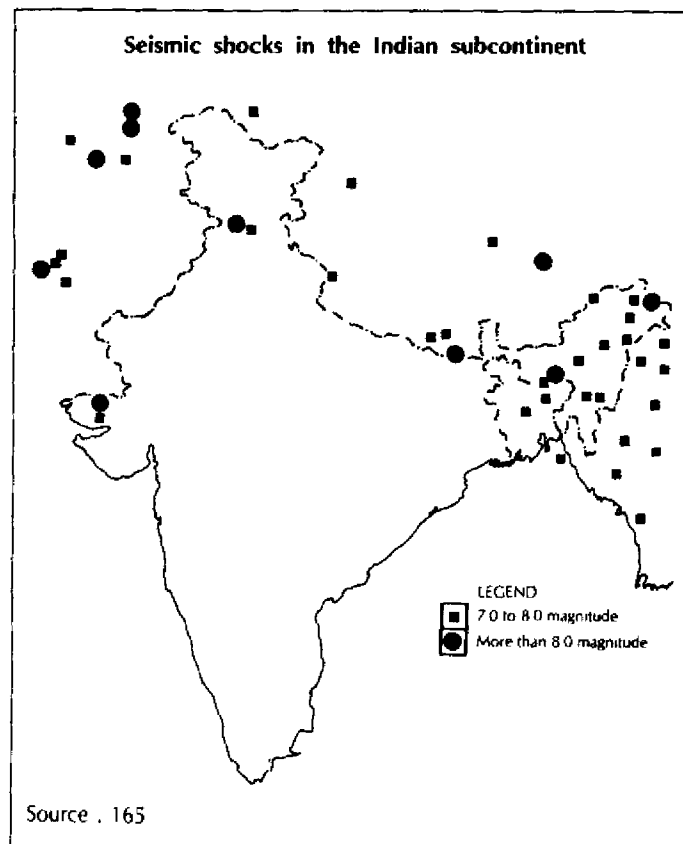 Seismic shocks in the Indian subcontinent
LEGEND
7.0 to 8.0 magnitude
More than 8.0 magnitude
Source . 165